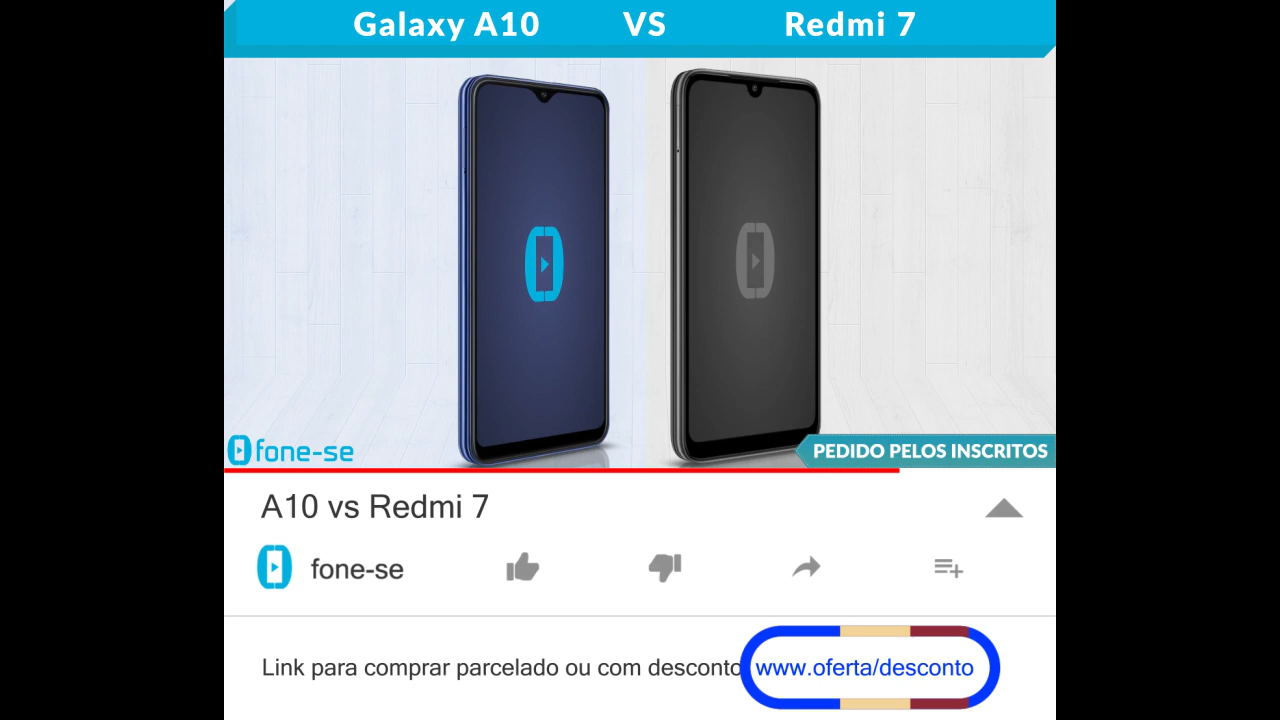 Galaxy A10 VS Redmi 7
fone-se
PEDIDO PELOS INSCRITOS
A10 vs Redmi 7
fone-se
Link para comprar parcelado ou com desconto www.oferta/desconto